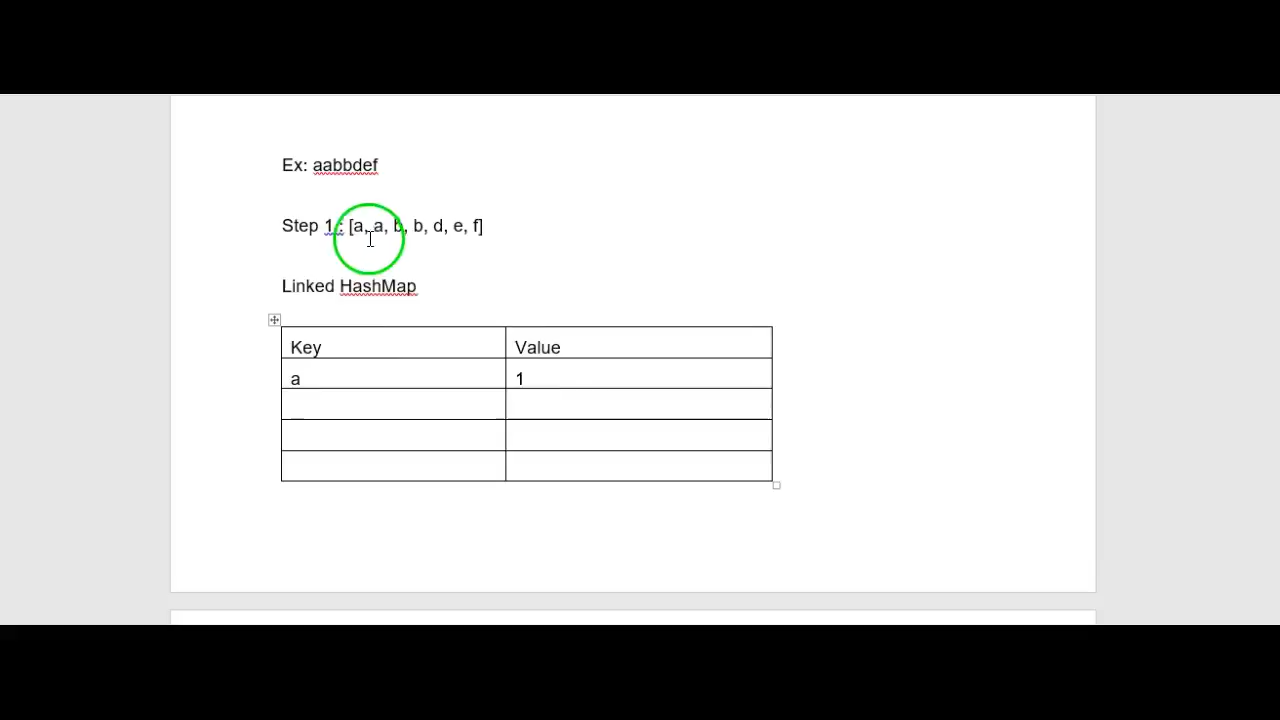 Ex: aabbdef
Step 1 : [a, a, b, b, d, e, f]
Linked HashMap
Key Value
a 1